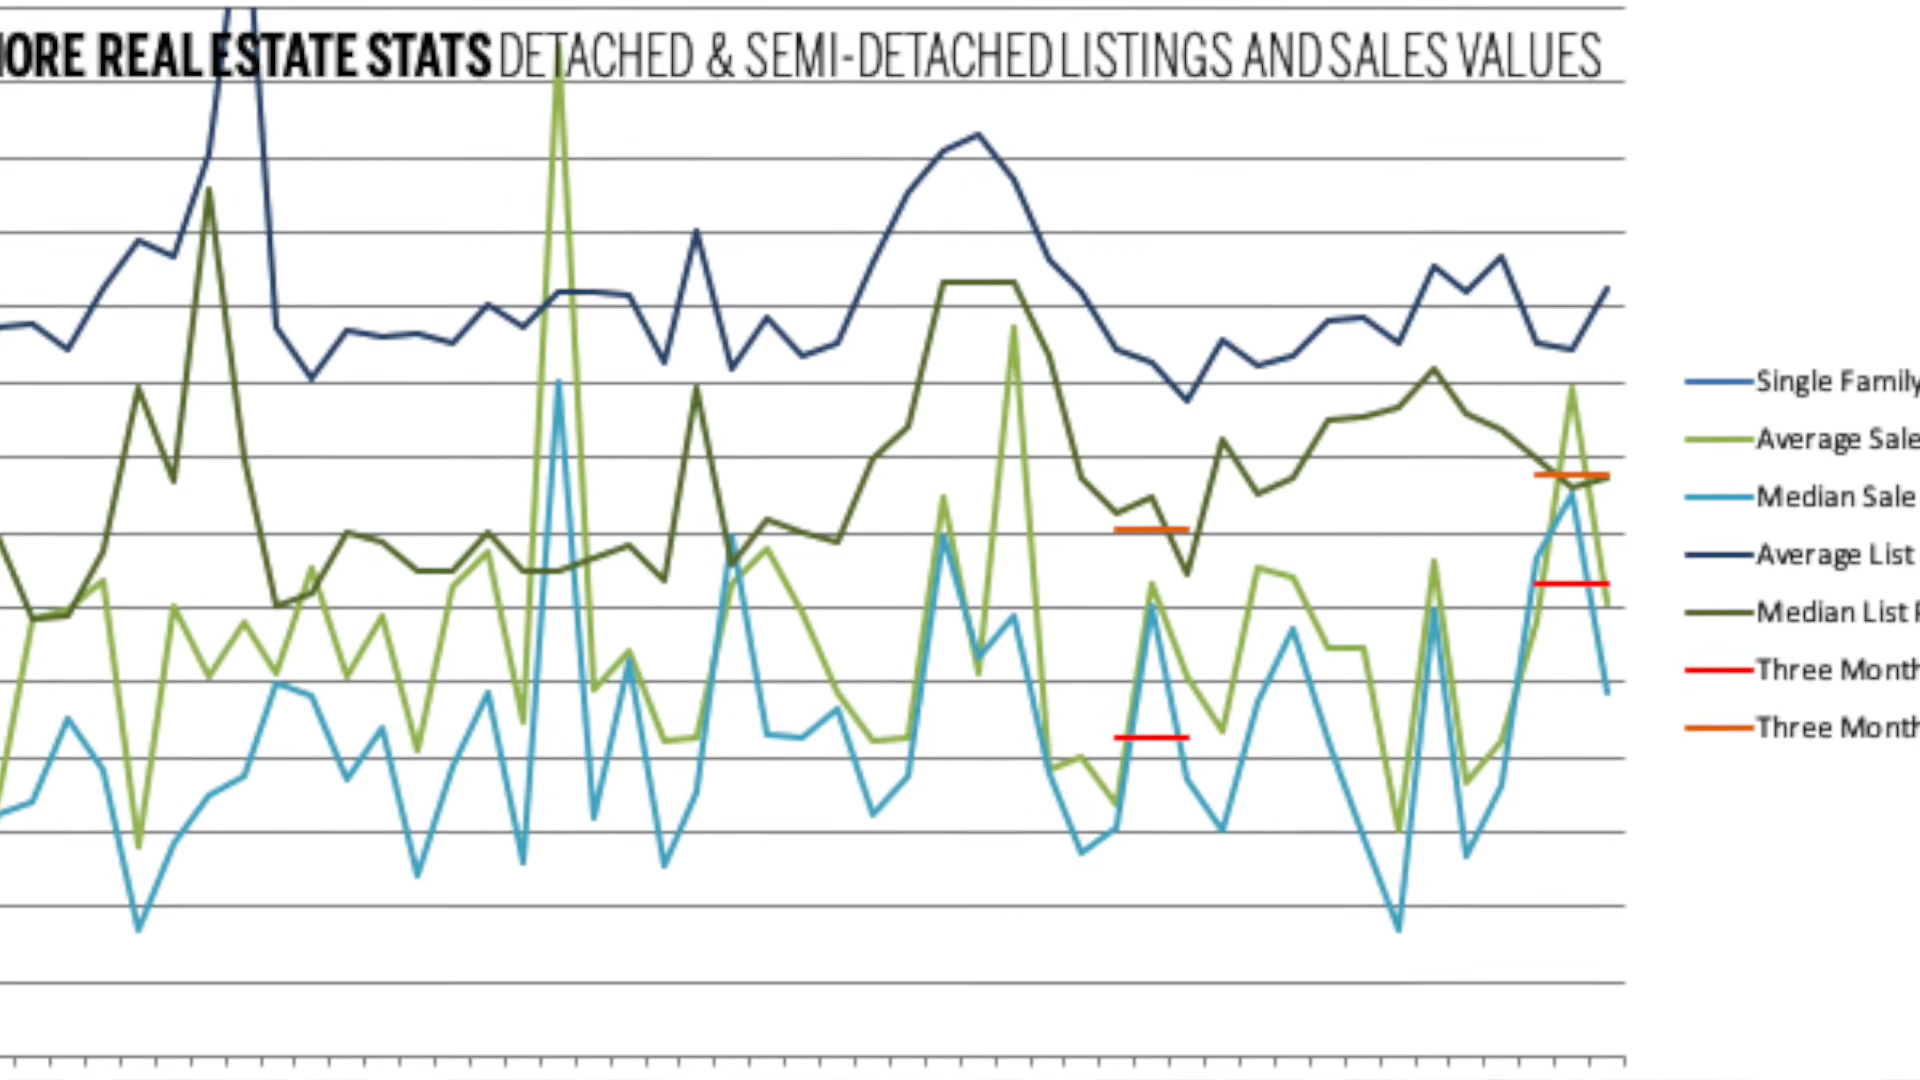 ORE REAL ESTATE STATS DETACHED & SEMI-DETACHED LISTINGS AND SALES VALUES
Single Family
Average Sale
Median Sale
Average List
Median List
Three Month
Three Month